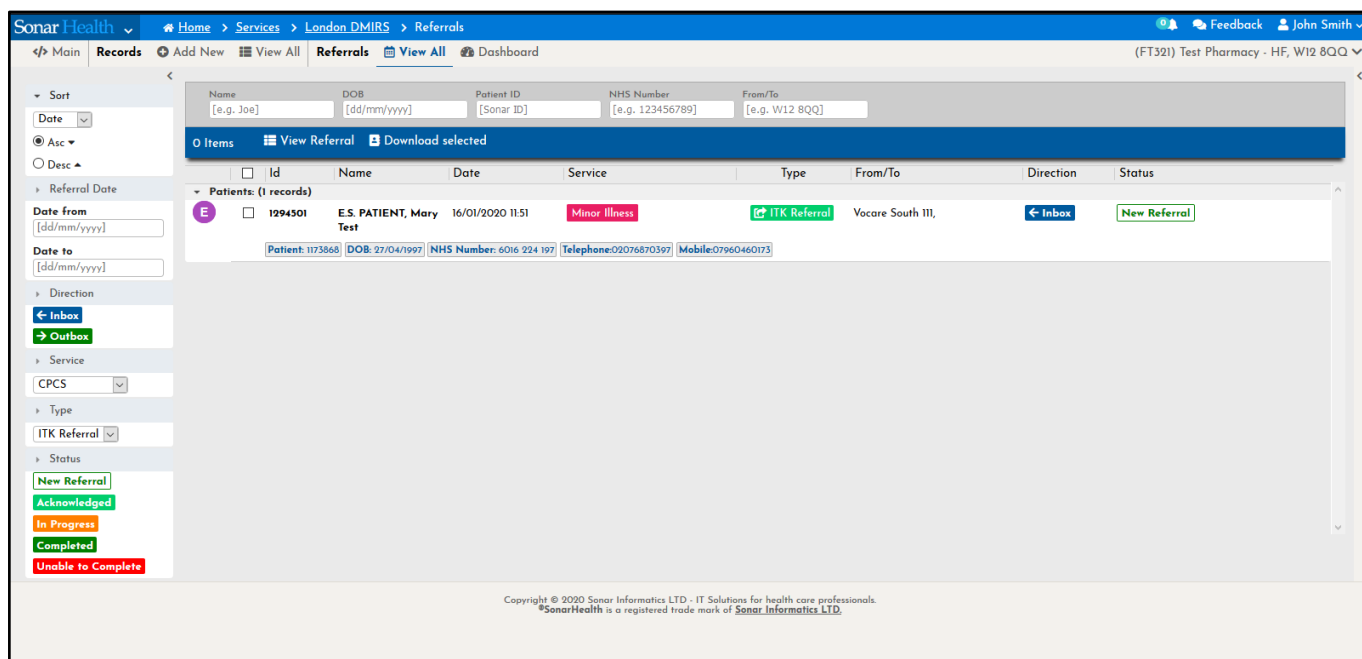 Sonar Health Home > Services > London DMIRS > Referrals 0 Feedback John Smith
</> Main Records Add New View All Referrals View All Dashboard (FT321) Test Pharmacy - HF, W12 8QQ
Sort
Date
Asc
Desc
Referral Date
Date from
[dd/mm/yyyy]
Date to
[dd/mm/yyyy]
Direction
← Inbox
→ Outbox
Service
CPCS
Type
ITK Referral
Status
New Referral
Acknowledged
In Progress
Completed
Unable to Complete
Name DOB Patient ID NHS Number From/To
[e.g. Joe] [dd/mm/yyyy] [Sonar ID] [e.g. 123456789] [e.g. W12 8QQ]
0 Items View Referral Download selected
Id Name Date Service Type From/To Direction Status
Patients: (1 records)
E 1294501 E.S. PATIENT, Mary 16/01/2020 11:51 Minor Illness ITK Referral Vocare South 111, ← Inbox New Referral
Test
Patient: 1173868 DOB: 27/04/1997 NHS Number: 6016 224 197 Telephone:02076870397 Mobile:07960460173
Copyright © 2020 Sonar Informatics LTD - IT Solutions for health care professionals.
®SonarHealth is a registered trade mark of Sonar Informatics LTD.